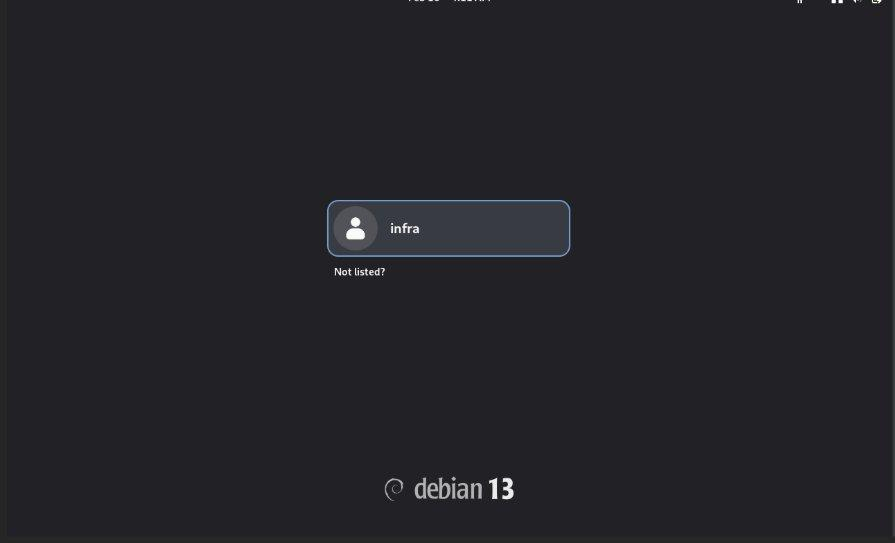 infra
Not listed?
debian 13